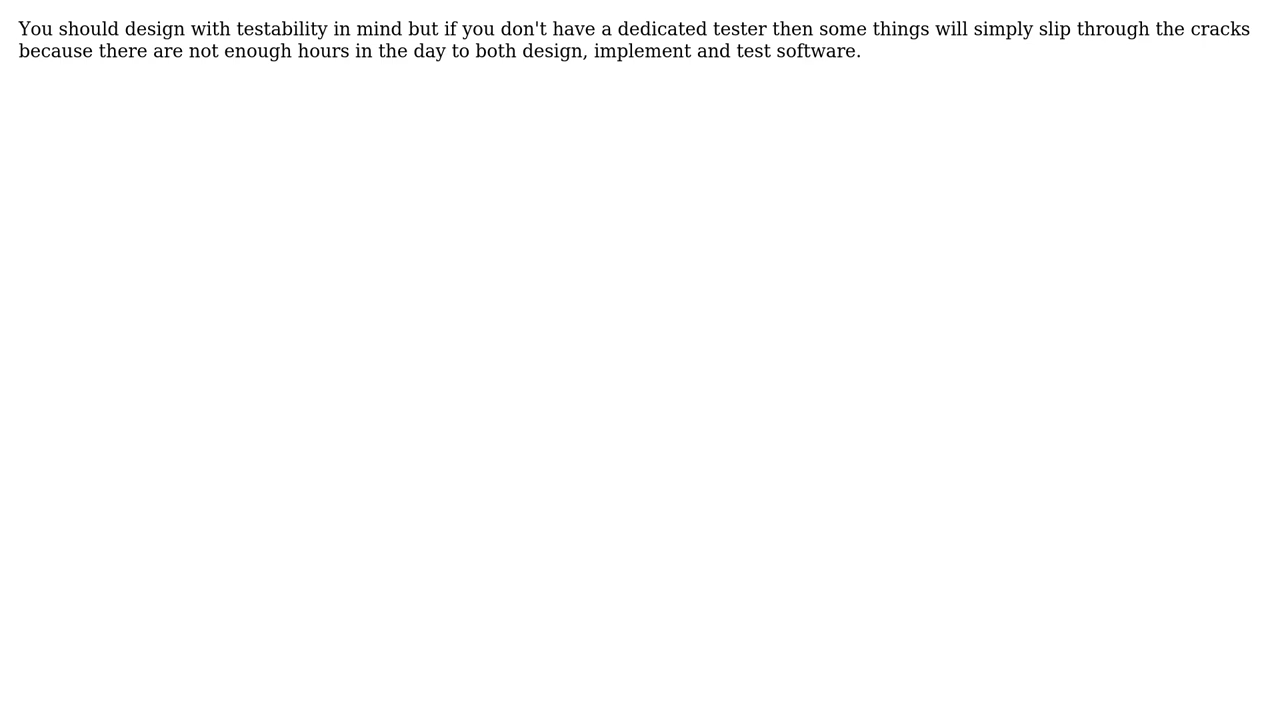 You should design with testability in mind but if you don't have a dedicated tester then some things will simply slip through the cracks
because there are not enough hours in the day to both design, implement and test software.